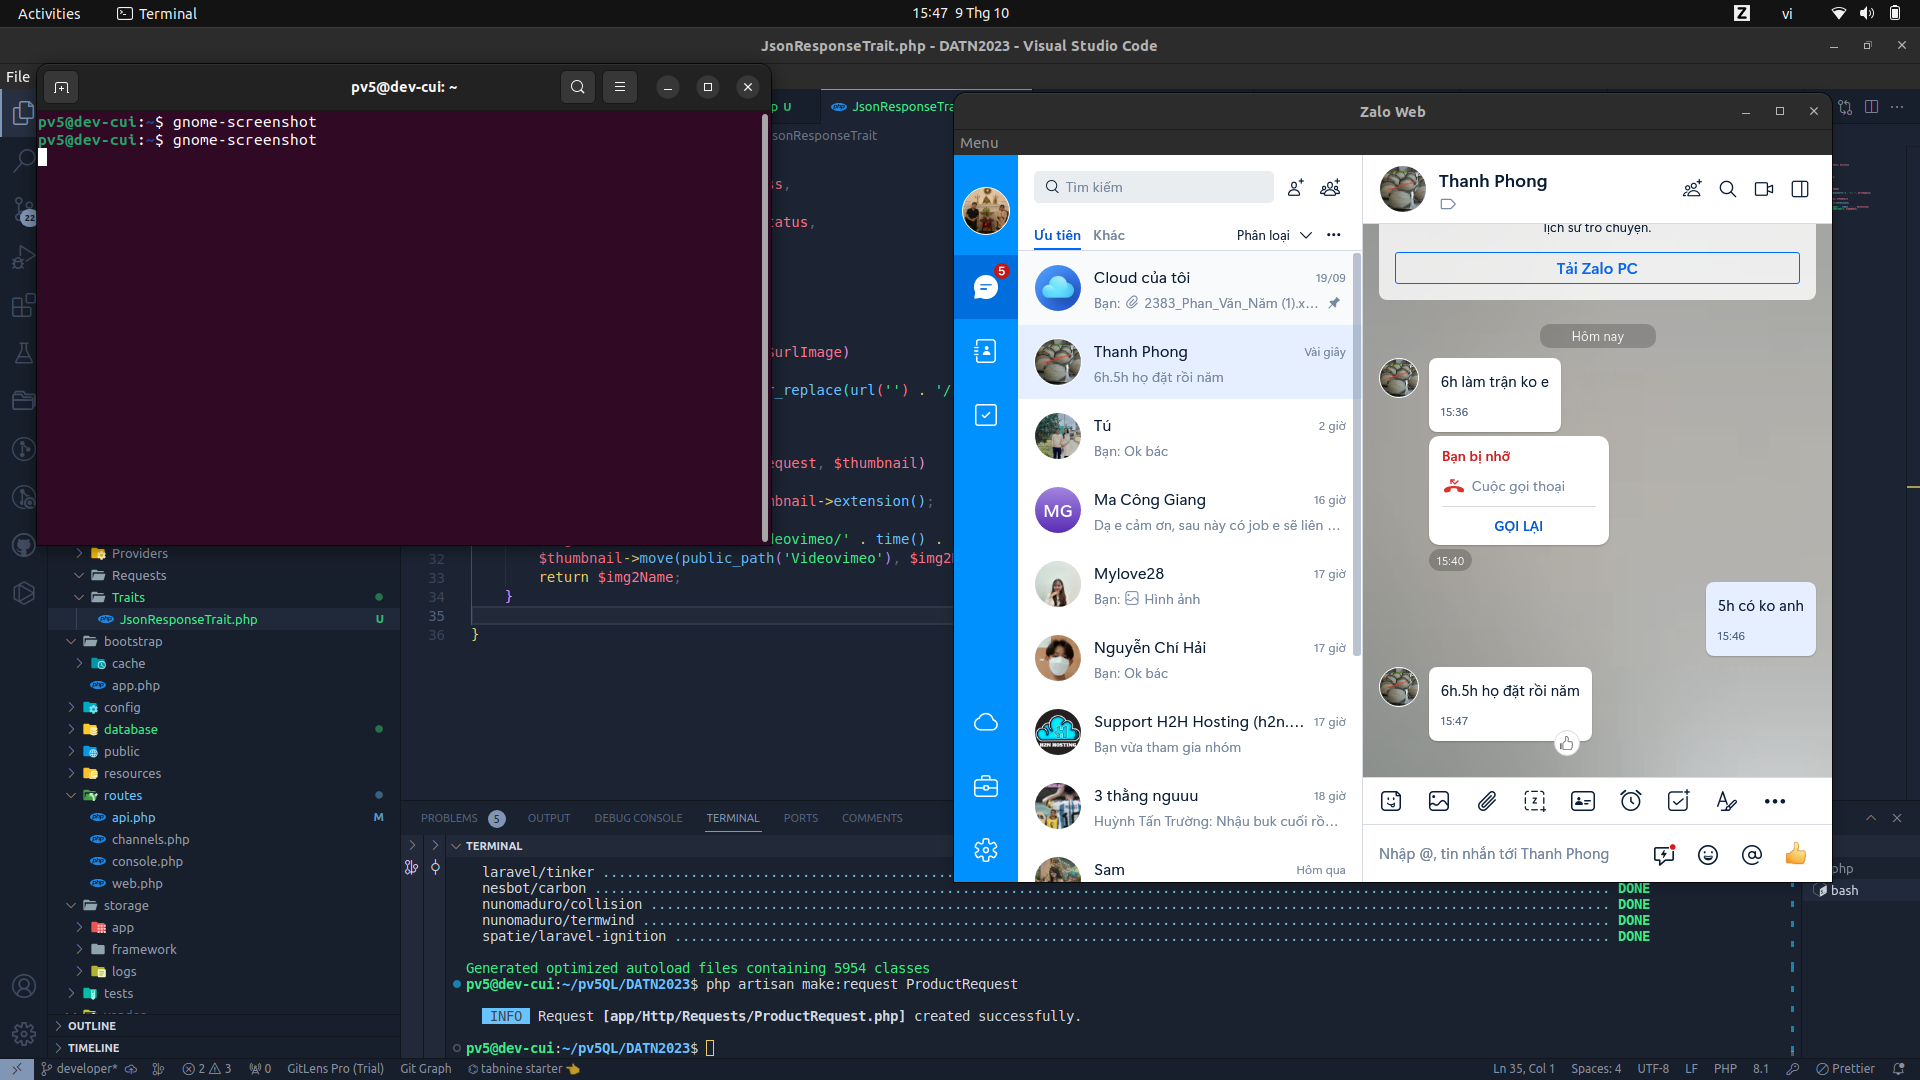 Activities
Terminal
15:47 9 Thg 10
Z
vi
JsonResponseTrait.php - DATN2023 - Visual Studio Code
File
pv5@dev-cui: ~
pv5@dev-cui:~$ gnome-screenshot
pv5@dev-cui:~$ gnome-screenshot
22
p U
JsonResponseTra
sonResponseTrait
ss,
tatus,
$urlImage)
r_replace(url('') . '/
equest, $thumbnail)
mbnail->extension();
deovimeo/' . time() .
32 $thumbnail->move(public_path('Videovimeo'), $img2N
33 return $img2Name;
34 }
35
36 }
Providers
Requests
Traits
JsonResponseTrait.php U
bootstrap
cache
app.php
config
database
public
resources
routes
api.php M
channels.php
console.php
web.php
storage
app
framework
logs
tests
OUTLINE
TIMELINE
PROBLEMS 5 OUTPUT DEBUG CONSOLE TERMINAL PORTS COMMENTS
TERMINAL
laravel/tinker
nesbot/carbon DONE
nunomaduro/collision DONE
nunomaduro/termwind DONE
spatie/laravel-ignition DONE
Generated optimized autoload files containing 5954 classes
pv5@dev-cui:~/pv5QL/DATN2023$ php artisan make:request ProductRequest
INFO Request [app/Http/Requests/ProductRequest.php] created successfully.
pv5@dev-cui:~/pv5QL/DATN2023$
php
bash
developer* 2 3 0 GitLens Pro (Trial) Git Graph tabnine starter
Ln 35, Col 1 Spaces: 4 UTF-8 LF PHP 8.1 Prettier
Zalo Web
Menu
5
Tìm kiếm
Ưu tiên Khác Phân loại
Cloud của tôi 19/09
Bạn: 2383_Phan_Văn_Năm (1).x...
Thanh Phong Vài giây
6h.5h họ đặt rồi năm
Tú 2 giờ
Bạn: Ok bác
MG
Ma Công Giang 16 giờ
Dạ e cảm ơn, sau này có job e sẽ liên ...
Mylove28 17 giờ
Bạn: Hình ảnh
Nguyễn Chí Hải 17 giờ
Bạn: Ok bác
H2N HOSTING
Support H2H Hosting (h2n.... 17 giờ
Bạn vừa tham gia nhóm
3 thằng nguuu 18 giờ
Huỳnh Tấn Trường: Nhậu buk cuối rồ...
Sam Hôm qua
Thanh Phong
lịch sử trò chuyện.
Tải Zalo PC
Hôm nay
6h làm trận ko e
15:36
Bạn bị nhỡ
Cuộc gọi thoại
GỌI LẠI
15:40
5h có ko anh
15:46
6h.5h họ đặt rồi năm
15:47
Nhập @, tin nhắn tới Thanh Phong